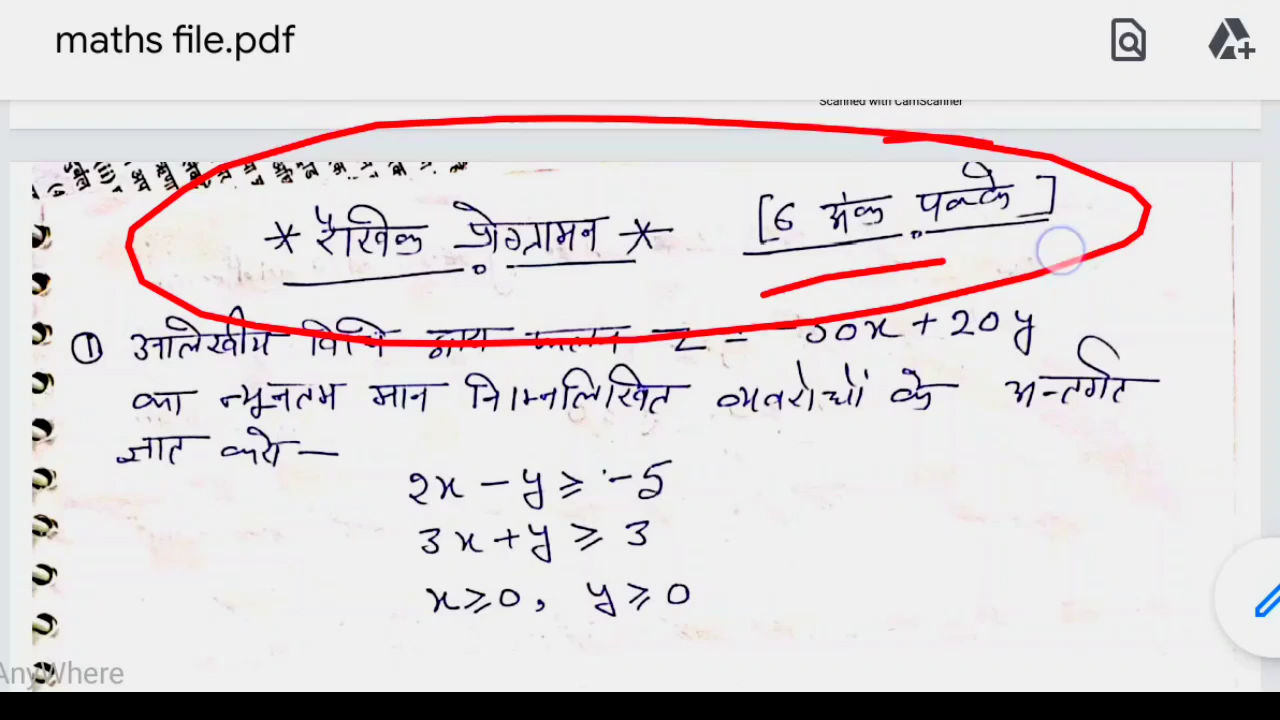 maths file.pdf
Scanned with CamScanner
* रैखिक प्रोग्रामन * [6 अंक पक्के]
① आलेखीय विधि द्वारा फलन Z = -50x + 20y
का न्यूनतम मान निम्नलिखित व्यवरोधों के अन्तर्गत
ज्ञात करो —
2x - y ≥ -5
3x + y ≥ 3
x ≥ 0, y ≥ 0
AnyWhere